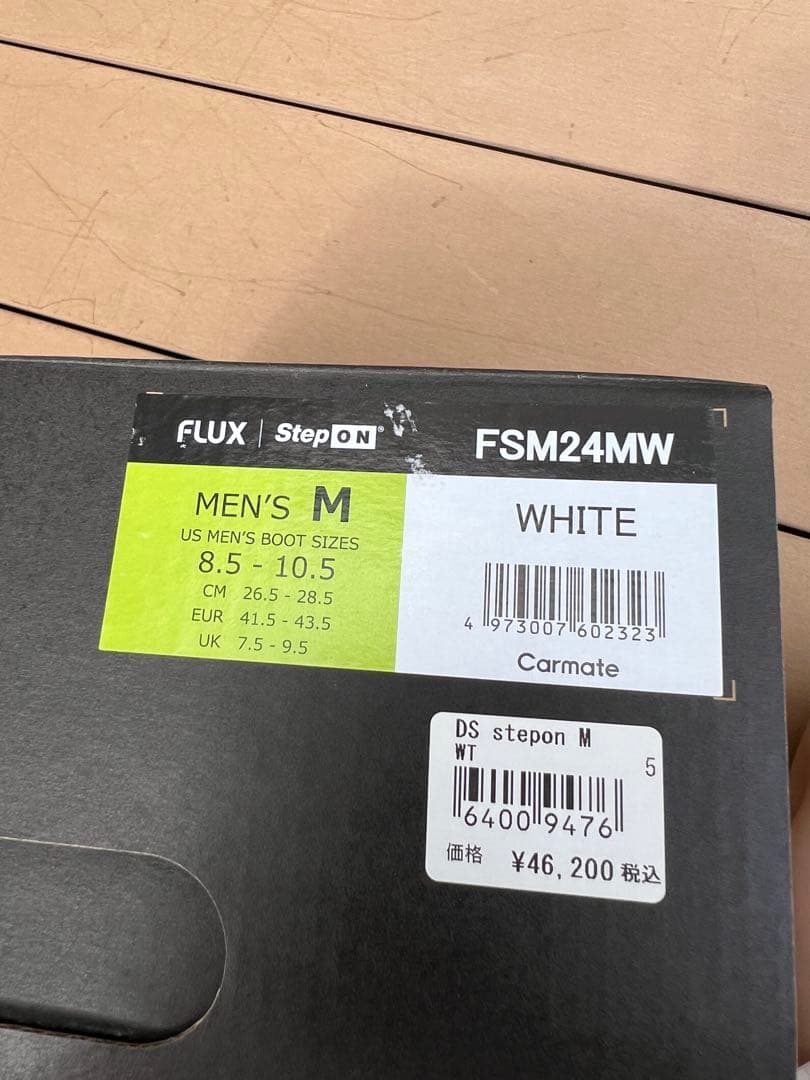 FLUX | StepON®
FSM24MW
MEN'S M
US MEN'S BOOT SIZES
8.5 - 10.5
CM 26.5 - 28.5
EUR 41.5 - 43.5
UK 7.5 - 9.5
WHITE
4 973007 602323
Carmate
DS stepon M
WT
5
6400 9476
価格 ¥46,200 税込